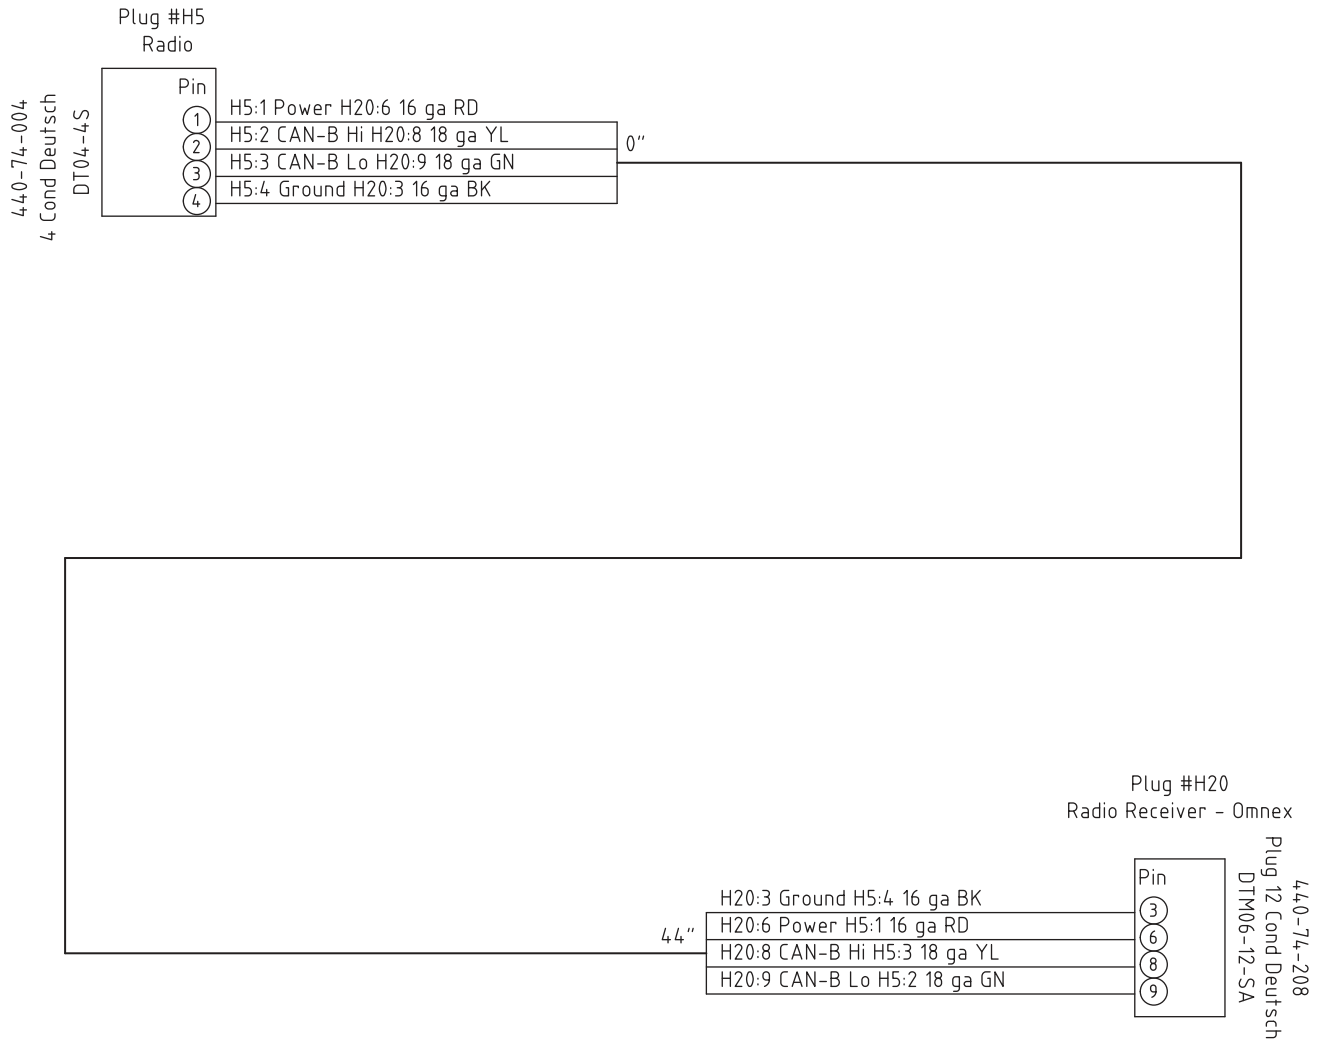 Plug #H5
Radio
440-74-004
4 Cond Deutsch
DT04-4S
Pin
1
H5:1 Power H20:6 16 ga RD
2
H5:2 CAN-B Hi H20:8 18 ga YL
3
H5:3 CAN-B Lo H20:9 18 ga GN
4
H5:4 Ground H20:3 16 ga BK
0"
44"
Plug #H20
Radio Receiver - Omnex
Pin
H20:3 Ground H5:4 16 ga BK
3
H20:6 Power H5:1 16 ga RD
6
H20:8 CAN-B Hi H5:3 18 ga YL
8
H20:9 CAN-B Lo H5:2 18 ga GN
9
440-74-208
Plug 12 Cond Deutsch
DTM06-12-SA